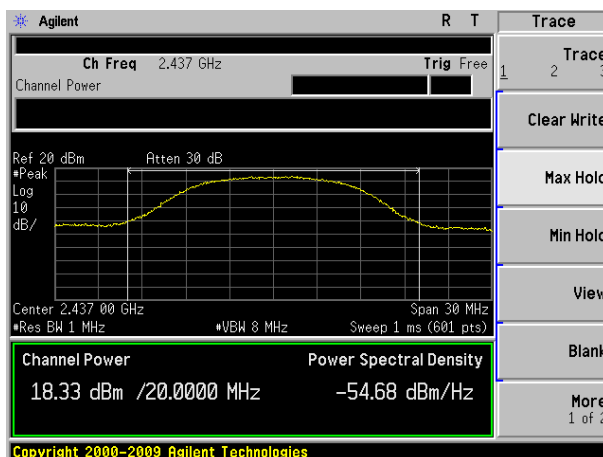 Agilent R T Trace
Ch Freq 2.437 GHz Trig Free
Channel Power
Trace
1 2 3
Clear Write
Max Hold
Min Hold
View
Blank
More
1 of 2
Ref 20 dBm Atten 30 dB
#Peak
Log
10
dB/
Center 2.437 00 GHz Span 30 MHz
#Res BW 1 MHz #VBW 8 MHz Sweep 1 ms (601 pts)
Channel Power Power Spectral Density
18.33 dBm /20.0000 MHz -54.68 dBm/Hz
Copyright 2000-2009 Agilent Technologies